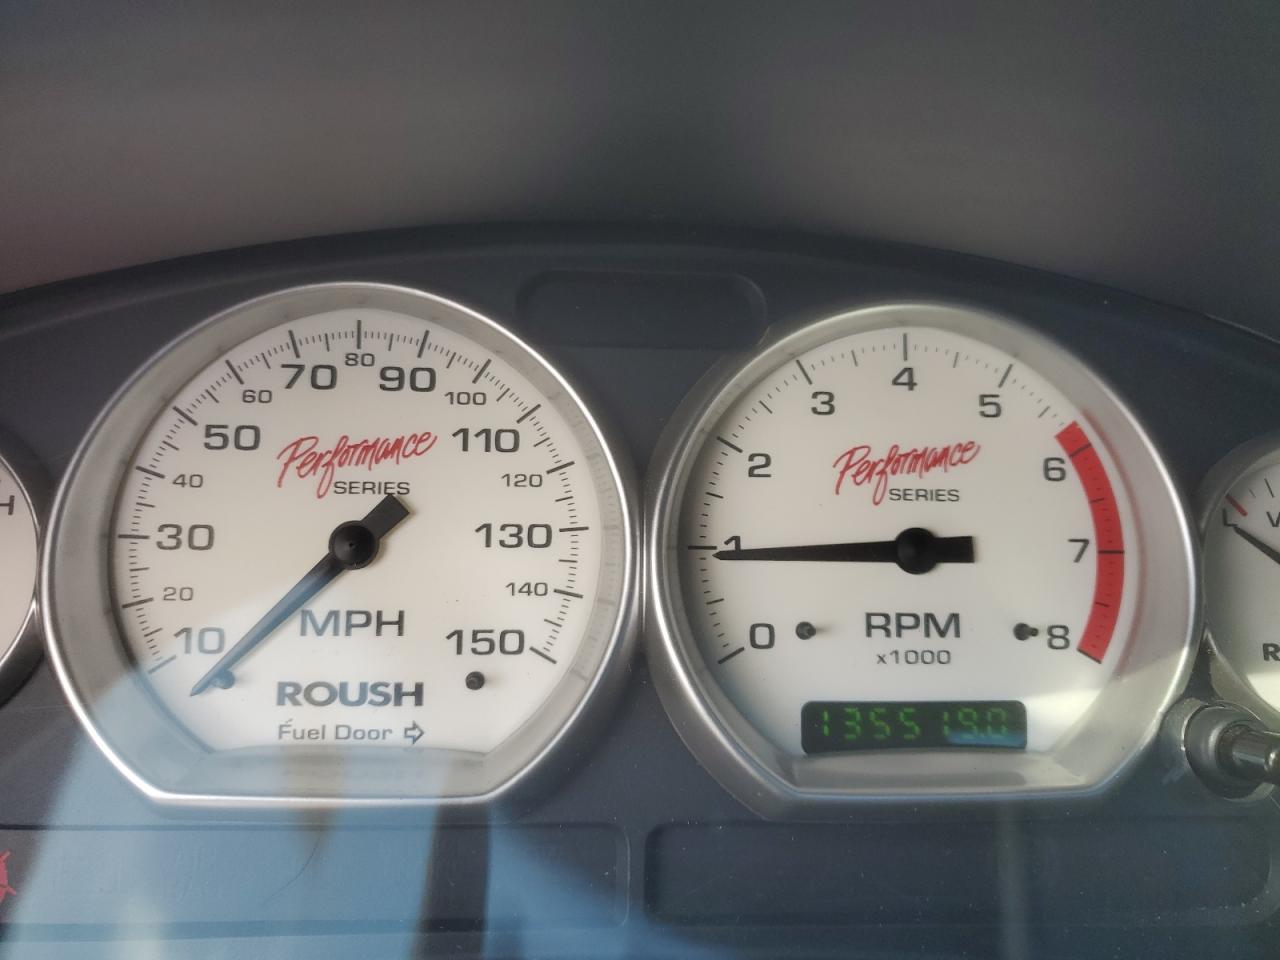 80
70 90
60 100
50 110
Performance
SERIES
40 120
30 130
20 140
MPH
10 150
ROUSH
Fuel Door
4
3 5
2 6
Performance
SERIES
1 7
0 8
RPM
x1000
135519.0
H
L
V
R